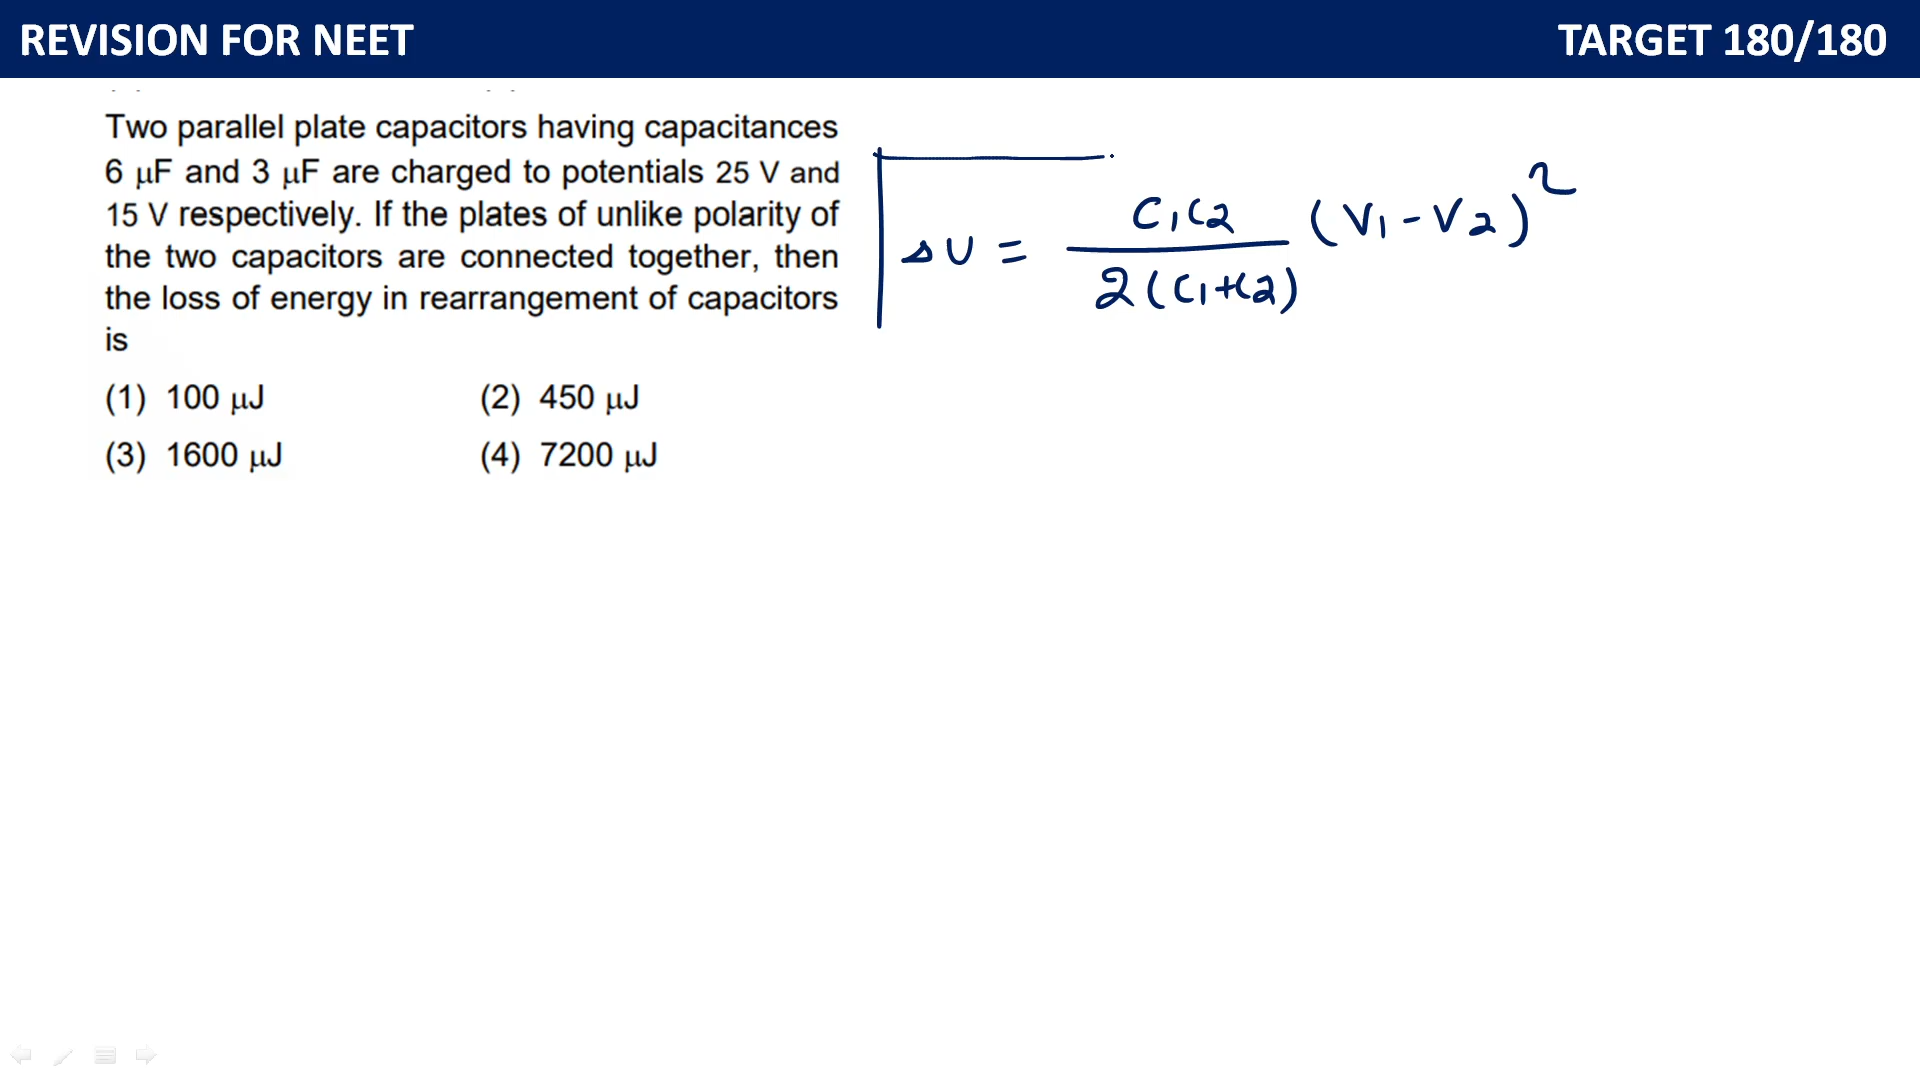 REVISION FOR NEET
TARGET 180/180
Two parallel plate capacitors having capacitances
6 μF and 3 μF are charged to potentials 25 V and
15 V respectively. If the plates of unlike polarity of
the two capacitors are connected together, then
the loss of energy in rearrangement of capacitors
is
(1) 100 μJ (2) 450 μJ
(3) 1600 μJ (4) 7200 μJ
ΔU = C1C2 / 2(C1+C2) (V1-V2)²